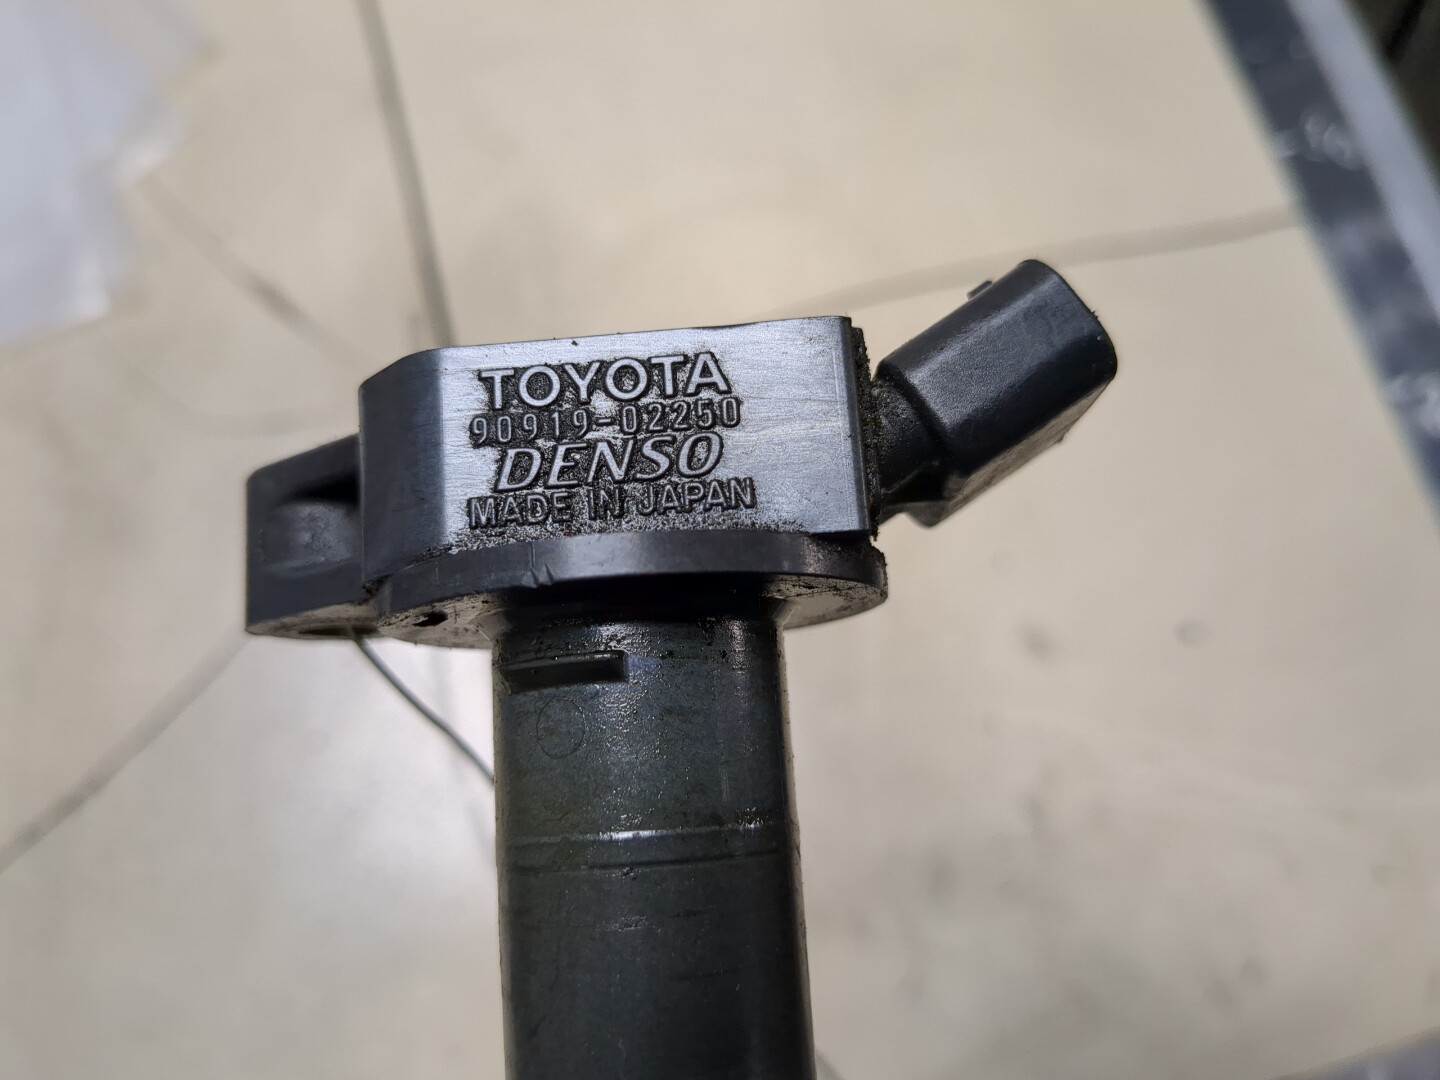 TOYOTA
90919-02250
DENSO
MADE IN JAPAN